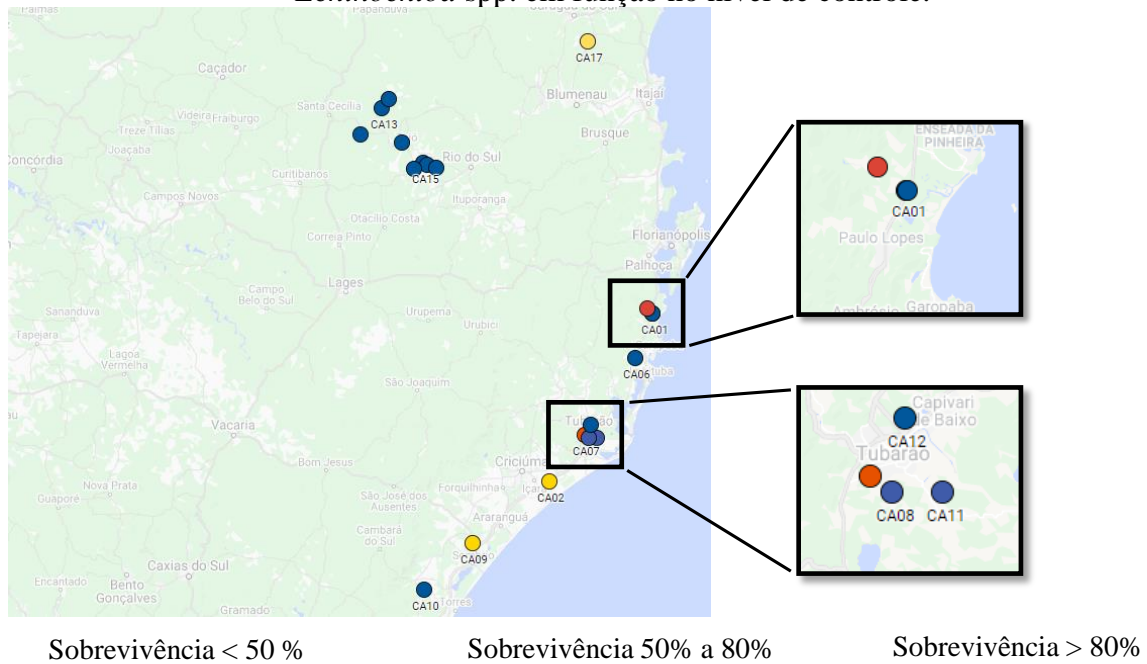 Echinochloa spp. em função no nível de controle.
Palmas
Papanduva
CA17
Caçador
Blumenau
Itajaí
Santa Cecília
CA13
Videira
Fraiburgo
Treze Tílias
Brusque
Joaçaba
Concórdia
Rio do Sul
CA15
Curitibanos
Ituporanga
Campos Novos
Otacílio Costa
Correia Pinto
Florianópolis
Palhoça
Lages
Campo
Belo do Sul
Urupema
Urubici
CA01
Sananduva
Tapejara
Lagoa
Vermelha
CA06
São Joaquim
Vacaria
Tubarão
CA07
Bom Jesus
Criciúma
Nova Prata
Guaporé
Forquilhinha
São José dos
Ausentes
CA02
Araranguá
Cambará
do Sul
CA09
Caxias do Sul
Encantado
Bento
Gonçalves
CA10
Torres
Gramado
ENSEADA DA
PINHEIRA
CA01
Paulo Lopes
Garopaba
Capivari
de Baixo
CA12
Tubarão
CA08
CA11
Sobrevivência < 50 %
Sobrevivência 50% a 80%
Sobrevivência > 80%